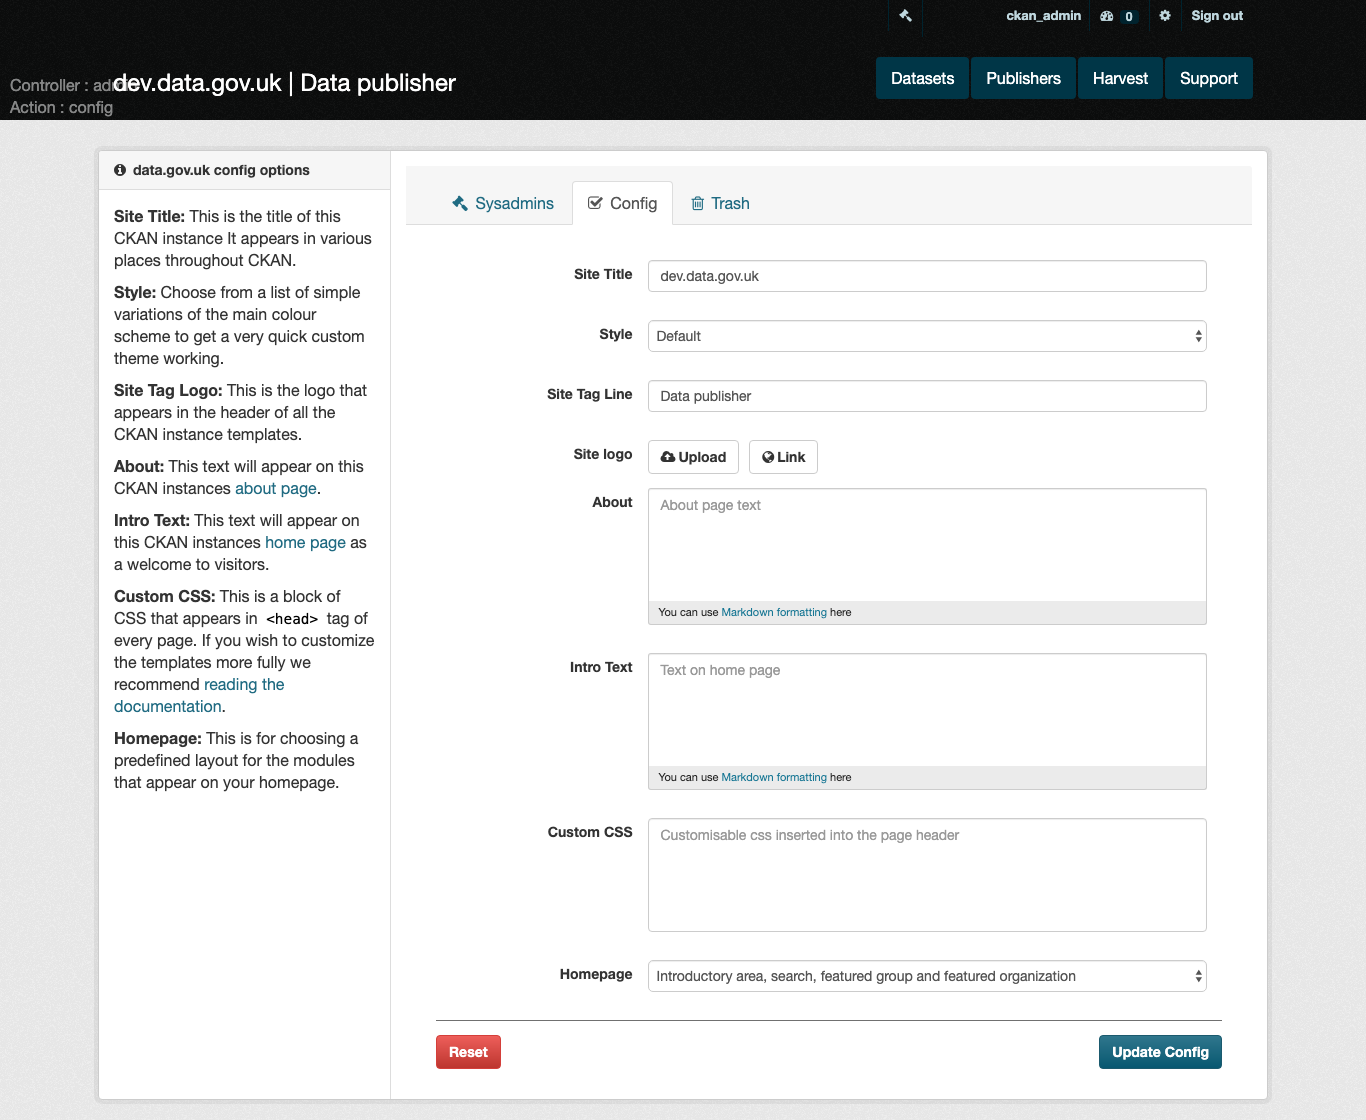 ckan_admin 0 Sign out
Controller : admin
Action : config
dev.data.gov.uk | Data publisher
Datasets Publishers Harvest Support
data.gov.uk config options
Site Title: This is the title of this
CKAN instance It appears in various
places throughout CKAN.
Style: Choose from a list of simple
variations of the main colour
scheme to get a very quick custom
theme working.
Site Tag Logo: This is the logo that
appears in the header of all the
CKAN instance templates.
About: This text will appear on this
CKAN instances about page.
Intro Text: This text will appear on
this CKAN instances home page as
a welcome to visitors.
Custom CSS: This is a block of
CSS that appears in <head> tag of
every page. If you wish to customize
the templates more fully we
recommend reading the
documentation.
Homepage: This is for choosing a
predefined layout for the modules
that appear on your homepage.
Sysadmins Config Trash
Site Title dev.data.gov.uk
Style Default
Site Tag Line Data publisher
Site logo Upload Link
About About page text
You can use Markdown formatting here
Intro Text Text on home page
You can use Markdown formatting here
Custom CSS Customisable css inserted into the page header
Homepage Introductory area, search, featured group and featured organization
Reset Update Config